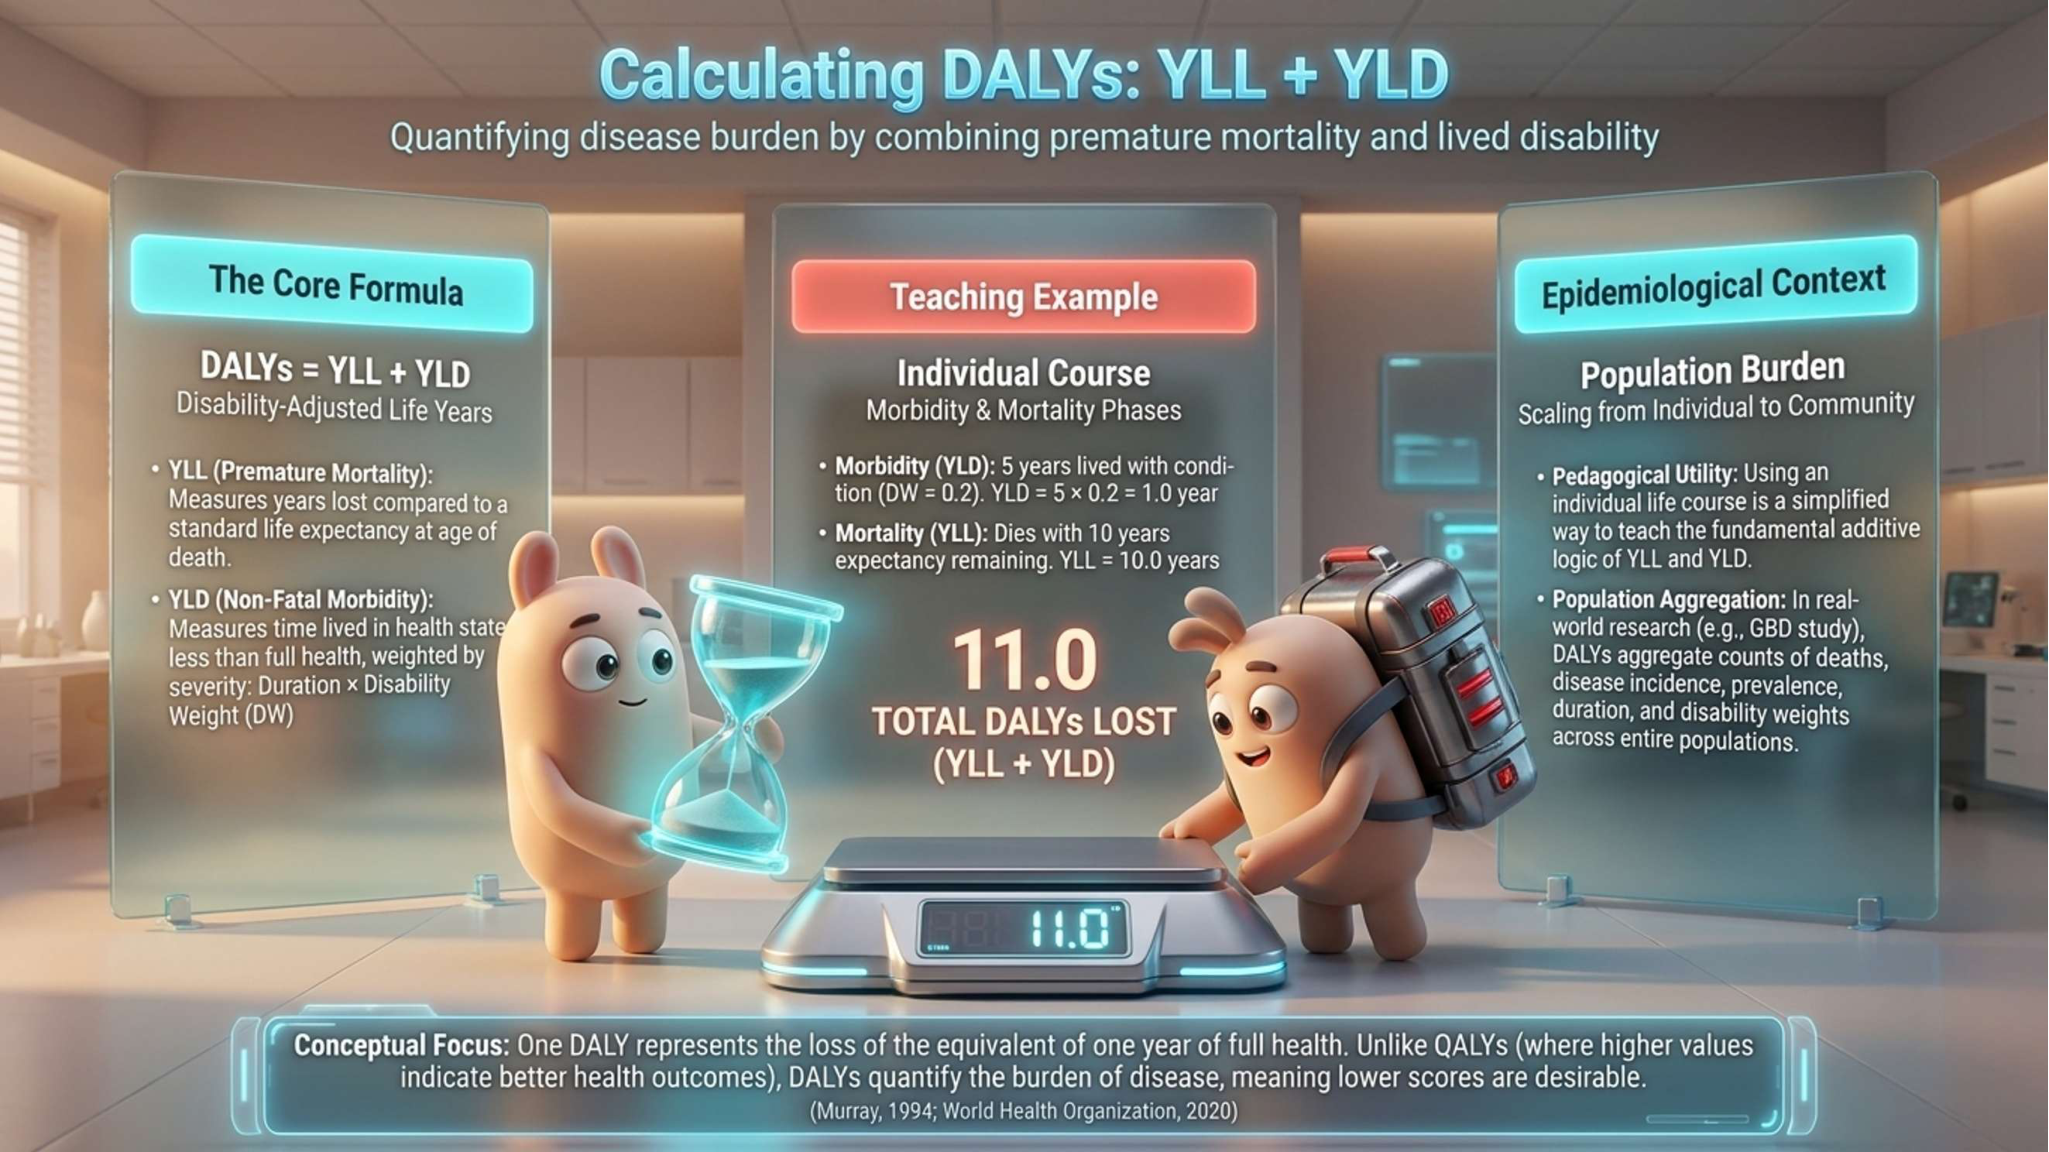 Calculating DALYs: YLL + YLD
Quantifying disease burden by combining premature mortality and lived disability
The Core Formula
DALYs = YLL + YLD
Disability-Adjusted Life Years
• YLL (Premature Mortality):
Measures years lost compared to a
standard life expectancy at age of
death.
• YLD (Non-Fatal Morbidity):
Measures time lived in health state
less than full health, weighted by
severity: Duration × Disability
Weight (DW)
Teaching Example
Individual Course
Morbidity & Mortality Phases
• Morbidity (YLD): 5 years lived with condi-
tion (DW = 0.2). YLD = 5 × 0.2 = 1.0 year
• Mortality (YLL): Dies with 10 years
expectancy remaining. YLL = 10.0 years
11.0
TOTAL DALYs LOST
(YLL + YLD)
11.0
Epidemiological Context
Population Burden
Scaling from Individual to Community
• Pedagogical Utility: Using an
individual life course is a simplified
way to teach the fundamental additive
logic of YLL and YLD.
• Population Aggregation: In real-
world research (e.g., GBD study),
DALYs aggregate counts of deaths,
disease incidence, prevalence,
duration, and disability weights
across entire populations.
Conceptual Focus: One DALY represents the loss of the equivalent of one year of full health. Unlike QALYs (where higher values
indicate better health outcomes), DALYs quantify the burden of disease, meaning lower scores are desirable.
(Murray, 1994; World Health Organization, 2020)